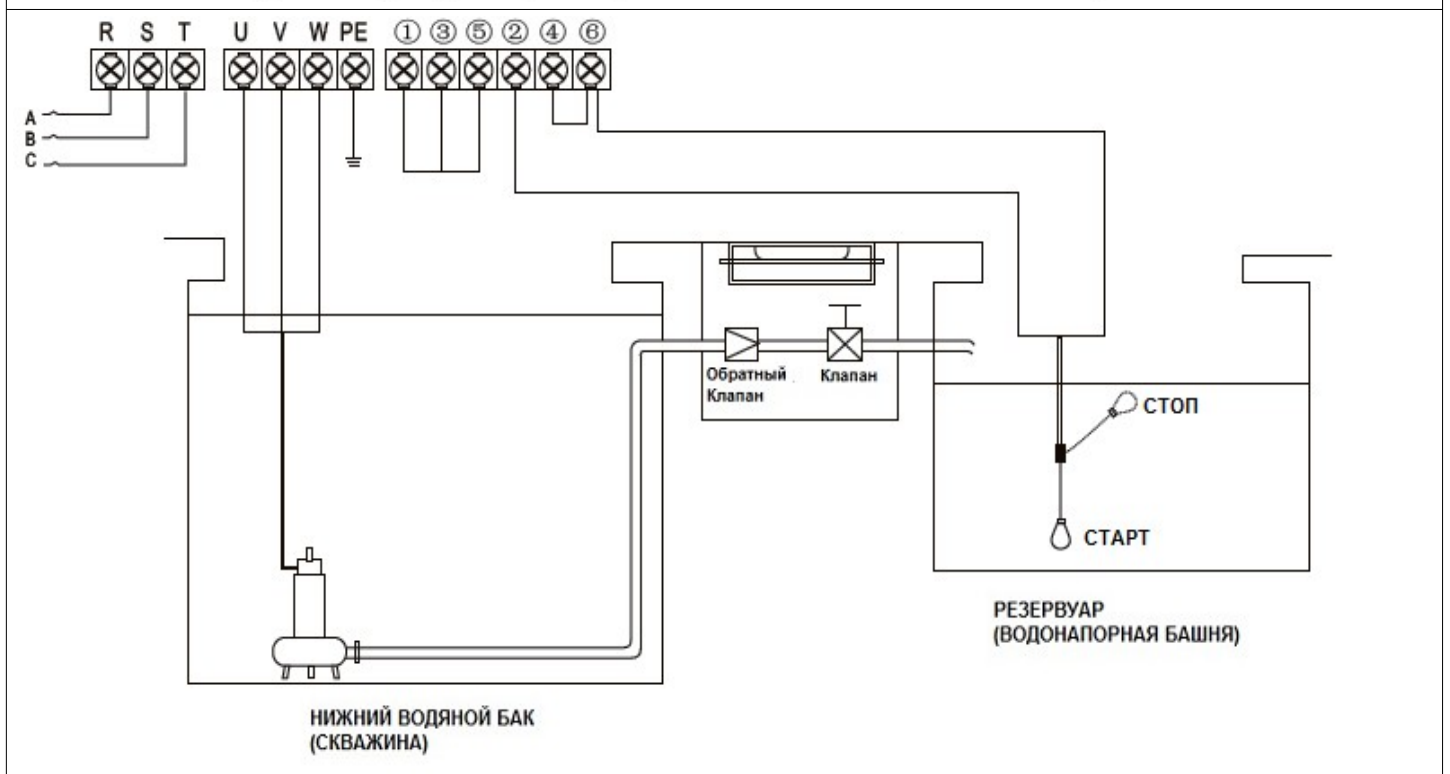 R S T U V W PE ① ③ ⑤ ② ④ ⑥
A
B
C
Обратный Клапан
Клапан
СТОП
СТАРТ
РЕЗЕРВУАР
(ВОДОНАПОРНАЯ БАШНЯ)
НИЖНИЙ ВОДЯНОЙ БАК
(СКВАЖИНА)